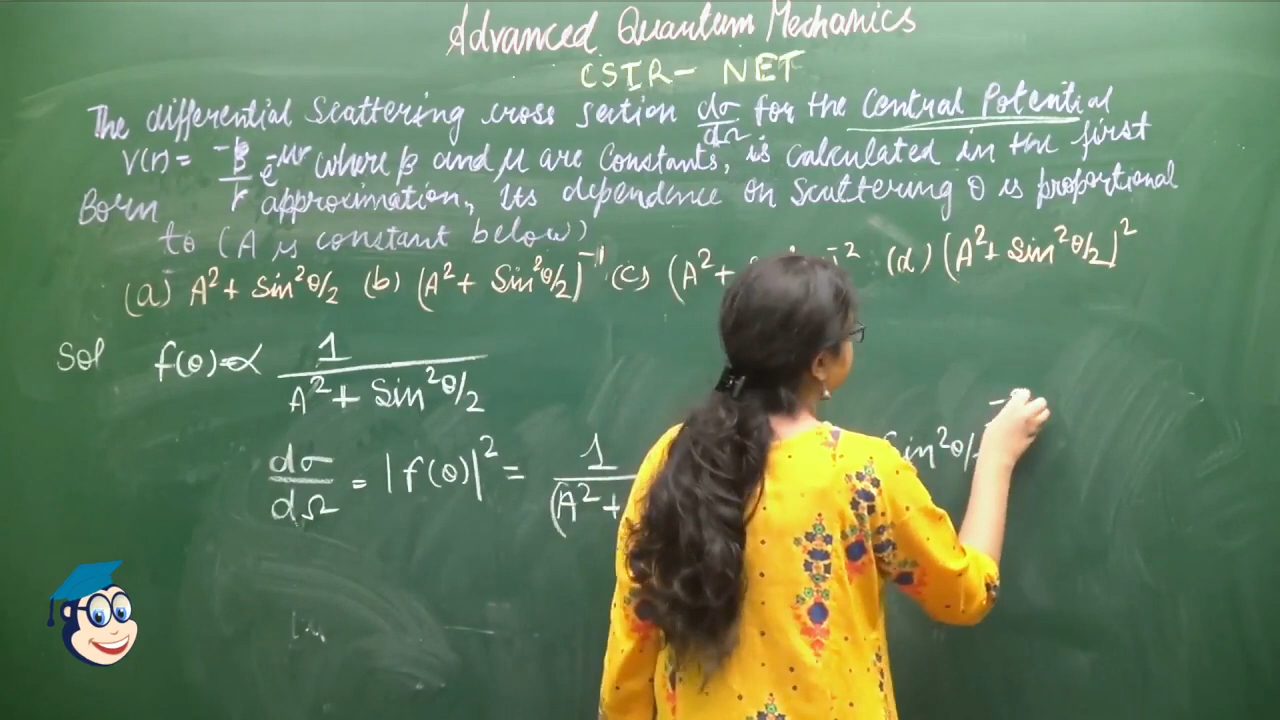 Advanced Quantum Mechanics
CSIR- NET
The differential Scattering cross section dσ/dΩ for the Central Potential
V(r) = -β/r e^-μr where β and μ are constants, is calculated in the first
Born approximation, Its dependence on scattering θ is proportional
to (A is constant below)
(a) A² + Sin²θ/2 (b) (A² + Sin²θ/2)⁻¹ (c) (A² + ⁻² (d) (A² + Sin²θ/2)²
Sol f(θ) ∝ 1/(A² + Sin²θ/2)
dσ/dΩ = |f(θ)|² = 1/(A² + Sin²θ/